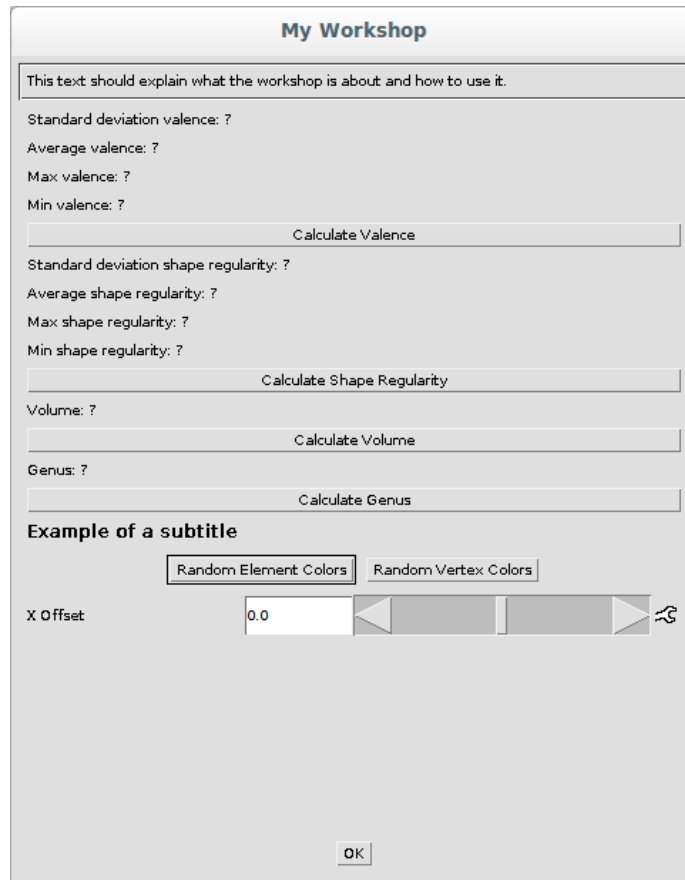 My Workshop
This text should explain what the workshop is about and how to use it.
Standard deviation valence: ?
Average valence: ?
Max valence: ?
Min valence: ?
Calculate Valence
Standard deviation shape regularity: ?
Average shape regularity: ?
Max shape regularity: ?
Min shape regularity: ?
Calculate Shape Regularity
Volume: ?
Calculate Volume
Genus: ?
Calculate Genus
Example of a subtitle
Random Element Colors Random Vertex Colors
X Offset 0.0
OK